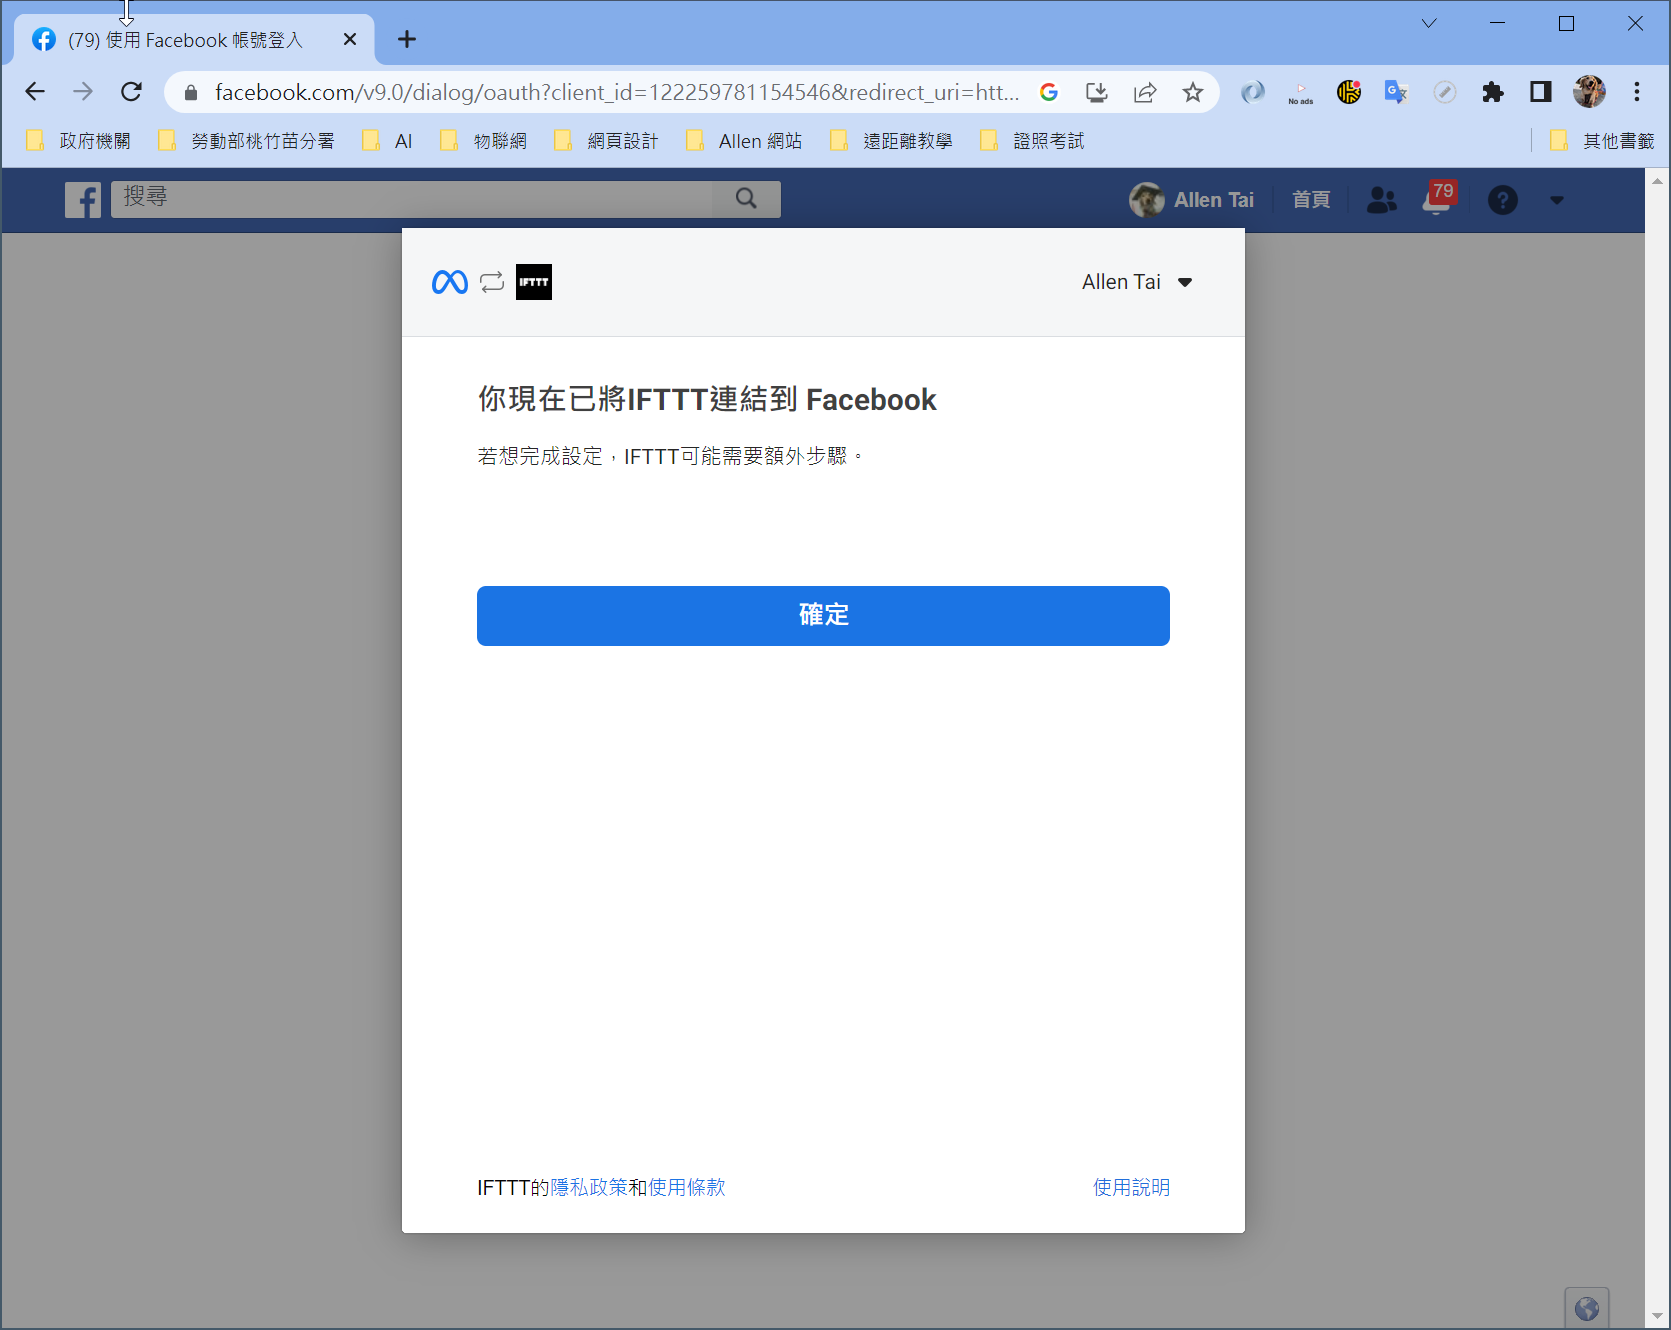 (79) 使用 Facebook 帳號登入
facebook.com/v9.0/dialog/oauth?client_id=122259781154546&redirect_uri=htt...
No ads
政府機關 勞動部桃竹苗分署 AI 物聯網 網頁設計 Allen 網站 遠距離教學 證照考試 其他書籤
搜尋 Allen Tai 首頁 79
IFTTT Allen Tai
你現在已將IFTTT連結到 Facebook
若想完成設定，IFTTT可能需要額外步驟。
確定
IFTTT的隱私政策和使用條款 使用說明